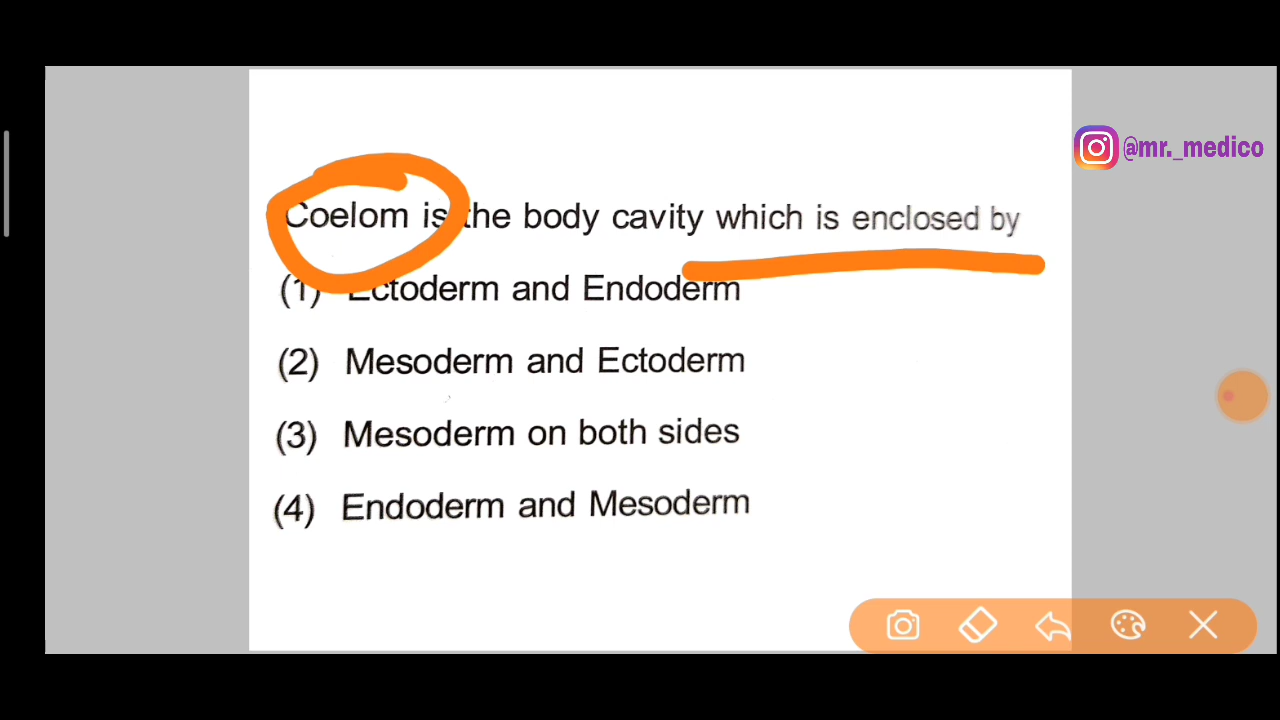 @mr._medico
Coelom is the body cavity which is enclosed by
(1) Ectoderm and Endoderm
(2) Mesoderm and Ectoderm
(3) Mesoderm on both sides
(4) Endoderm and Mesoderm